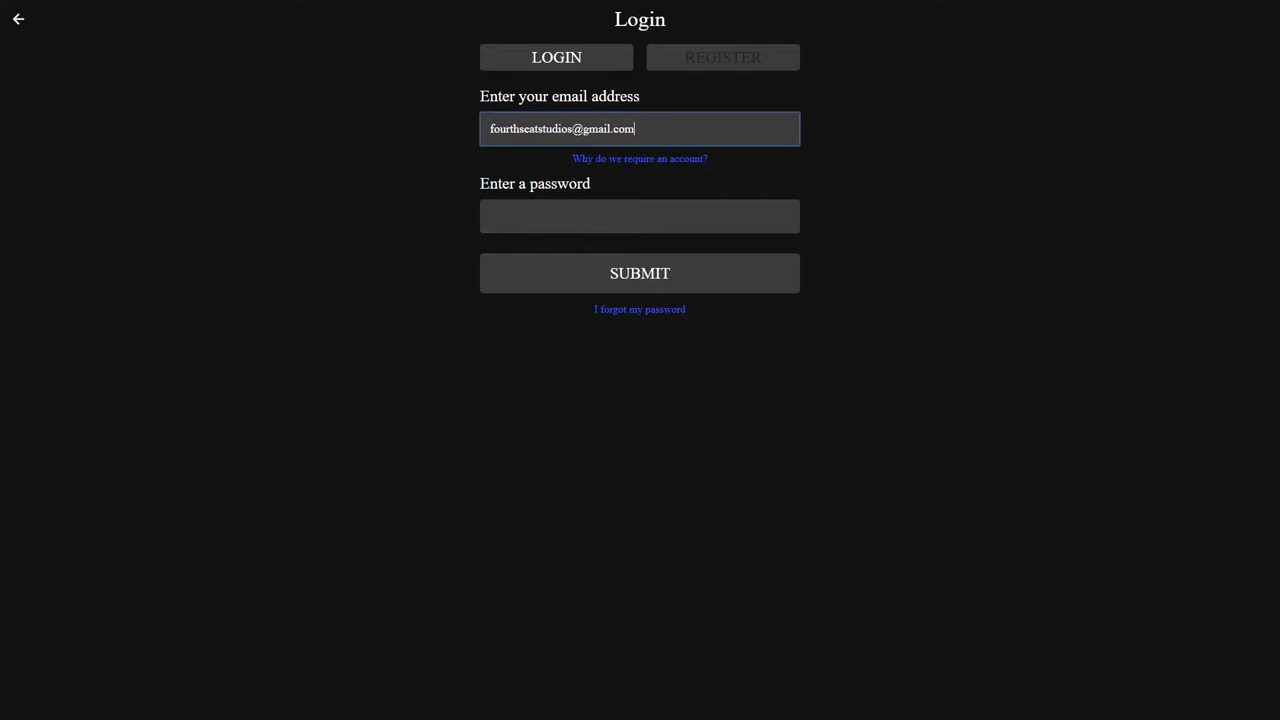 Login
LOGIN
REGISTER
Enter your email address
fourthseatstudios@gmail.com
Why do we require an account?
Enter a password
SUBMIT
I forgot my password